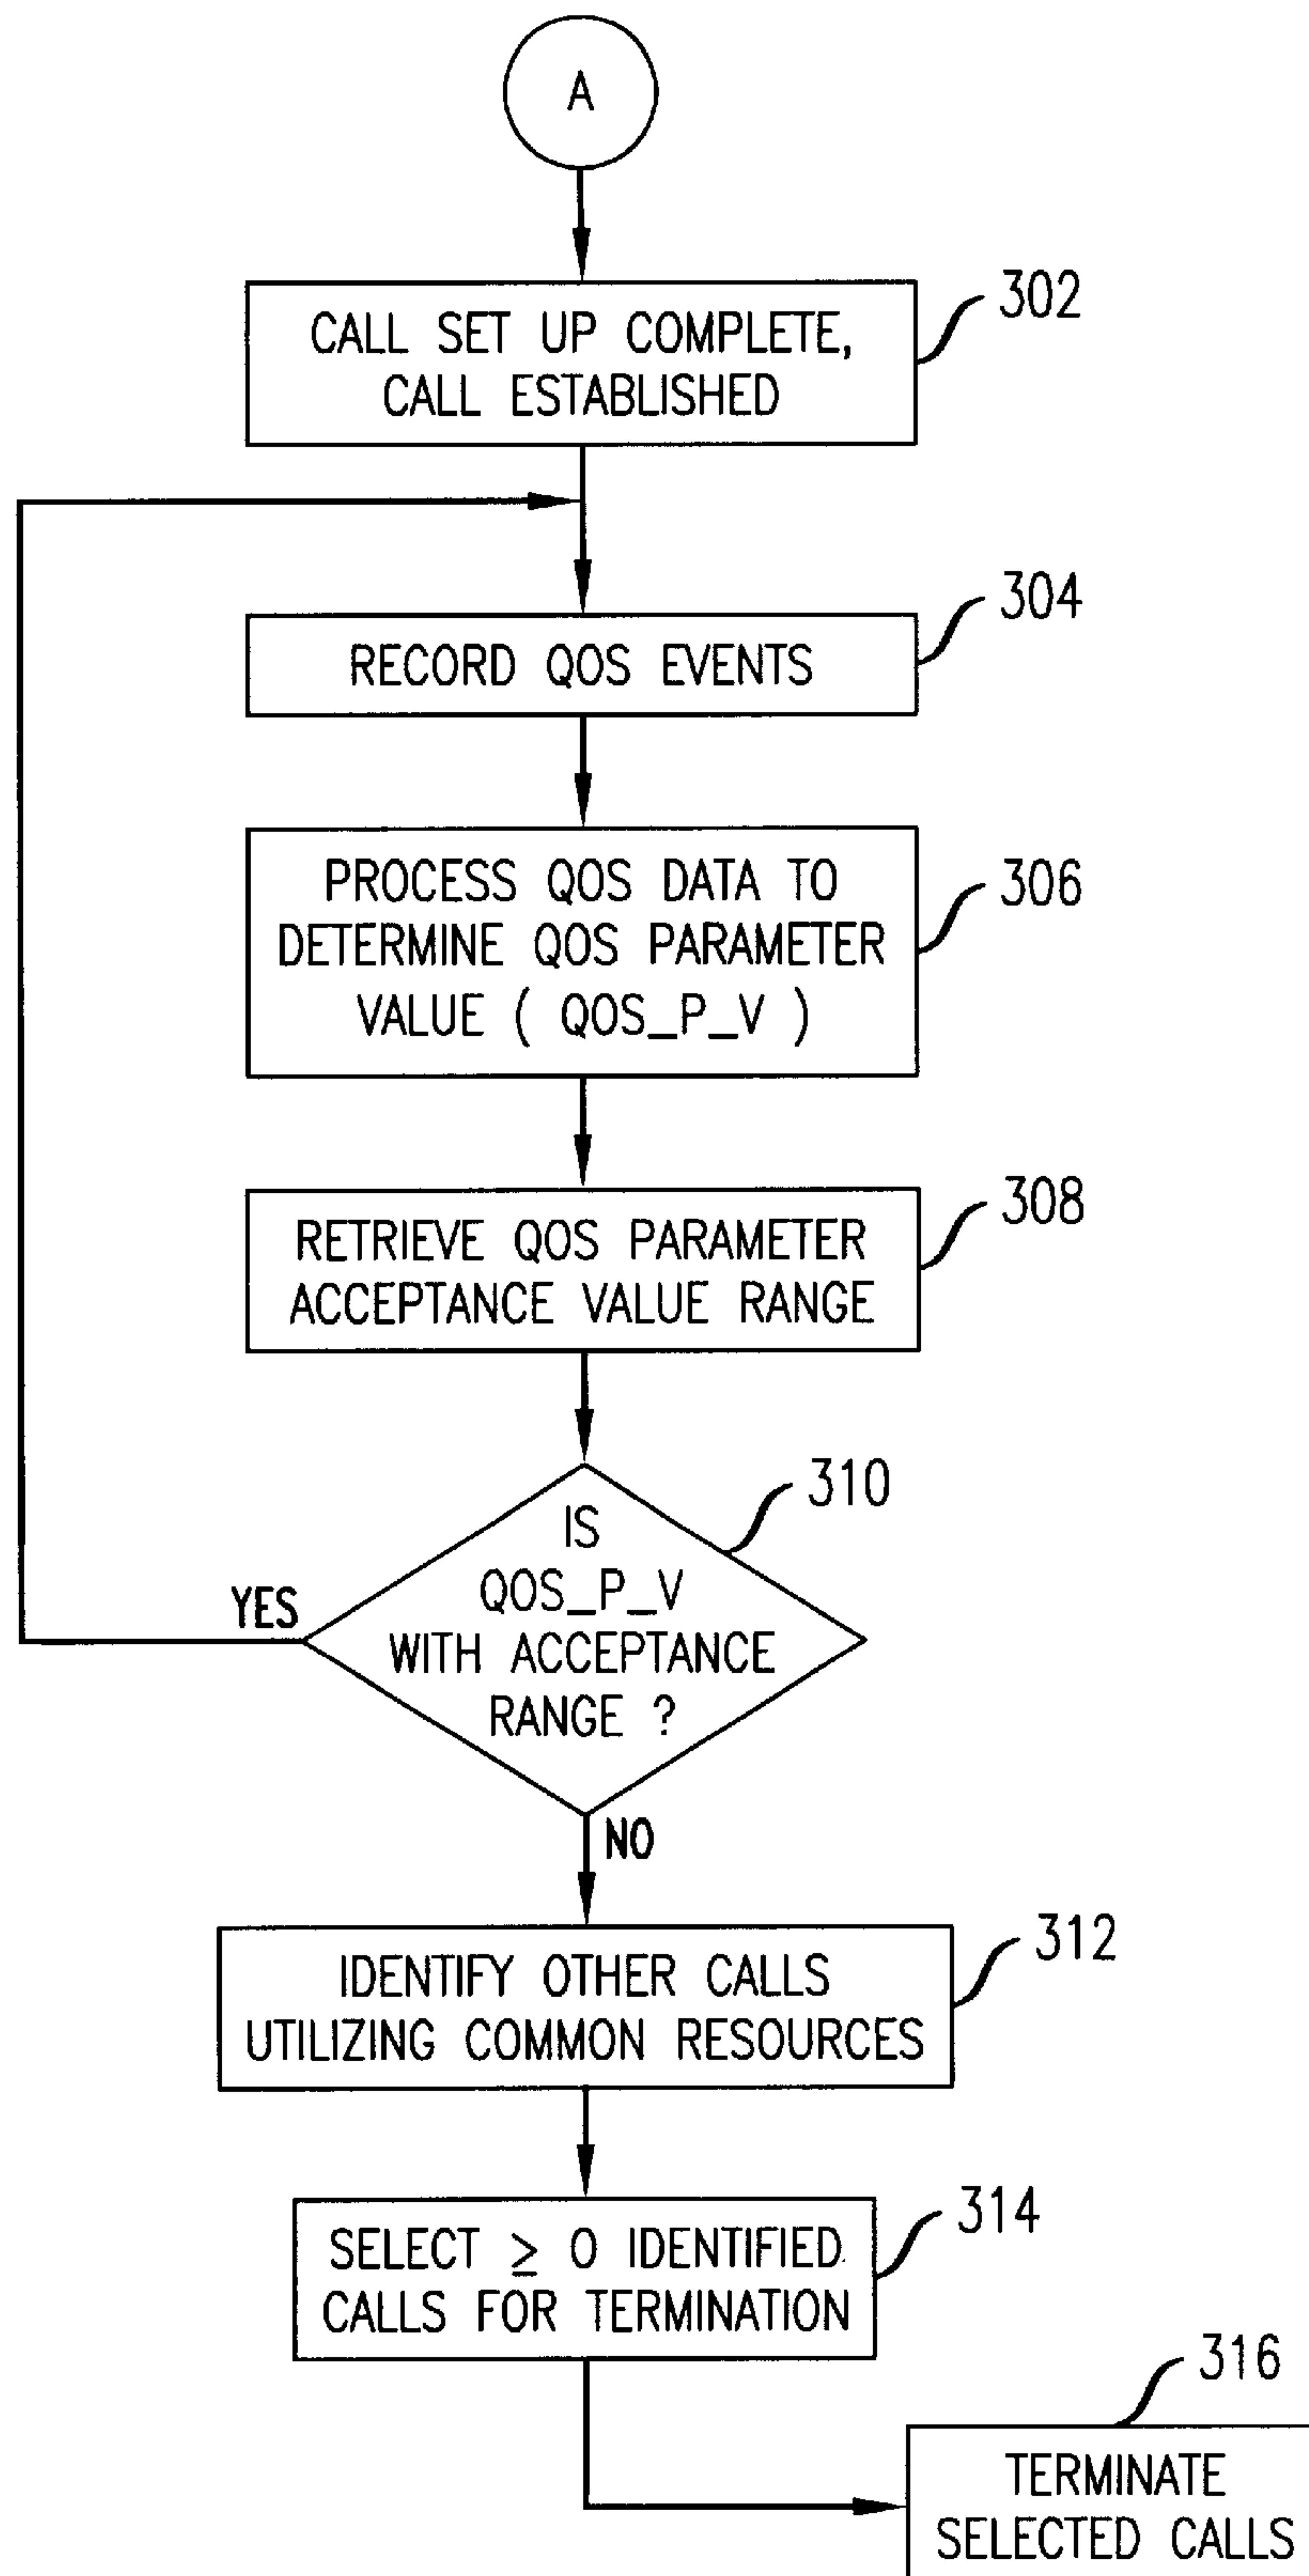 A
CALL SET UP COMPLETE,
CALL ESTABLISHED
302
RECORD QOS EVENTS
304
PROCESS QOS DATA TO
DETERMINE QOS PARAMETER
VALUE ( QOS_P_V )
306
RETRIEVE QOS PARAMETER
ACCEPTANCE VALUE RANGE
308
IS
QOS_P_V
WITH ACCEPTANCE
RANGE ?
310
YES
NO
IDENTIFY OTHER CALLS
UTILIZING COMMON RESOURCES
312
SELECT ≥ 0 IDENTIFIED
CALLS FOR TERMINATION
314
TERMINATE
SELECTED CALLS
316